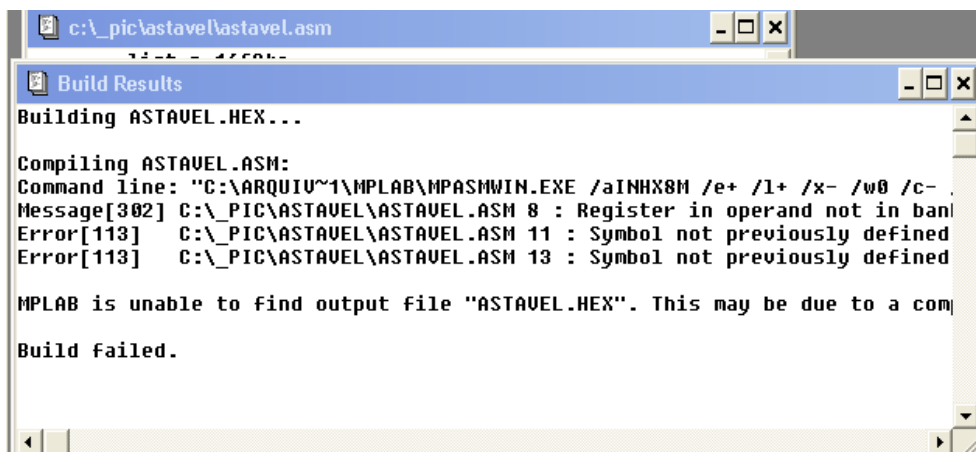 c:\_pic\astavel\astavel.asm
Build Results
Building ASTAVEL.HEX...
Compiling ASTAVEL.ASM:
Command line: "C:\ARQUIV~1\MPLAB\MPASMWIN.EXE /aINHX8M /e+ /l+ /x- /w0 /c-
Message[302] C:\_PIC\ASTAVEL\ASTAVEL.ASM 8 : Register in operand not in
Error[113] C:\_PIC\ASTAVEL\ASTAVEL.ASM 11 : Symbol not previously defined
Error[113] C:\_PIC\ASTAVEL\ASTAVEL.ASM 13 : Symbol not previously defined
MPLAB is unable to find output file "ASTAVEL.HEX". This may be due to a
Build failed.